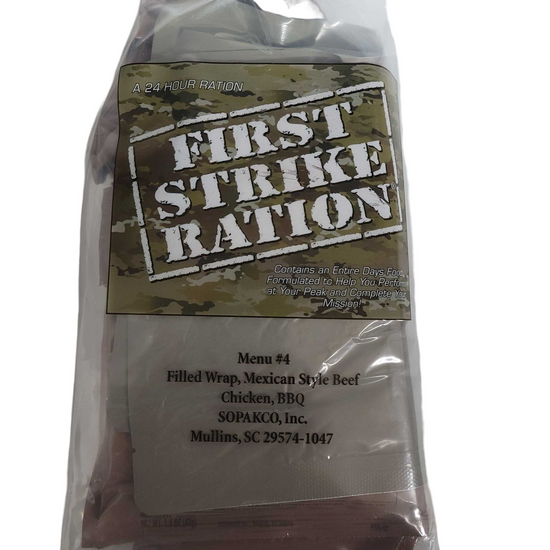 A 24 HOUR RATION
FIRST
STRIKE
RATION
Contains an Entire Days
Formulated to Help You
at Your Peak and Complete
Mission!
Menu #4
Filled Wrap, Mexican Style Beef
Chicken, BBQ
SOPAKCO, Inc.
Mullins, SC 29574-1047